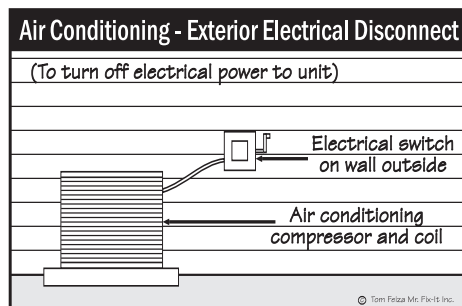 Air Conditioning - Exterior Electrical Disconnect
(To turn off electrical power to unit)
Electrical switch
on wall outside
Air conditioning
compressor and coil
© Tom Feiza Mr. Fix-It Inc.